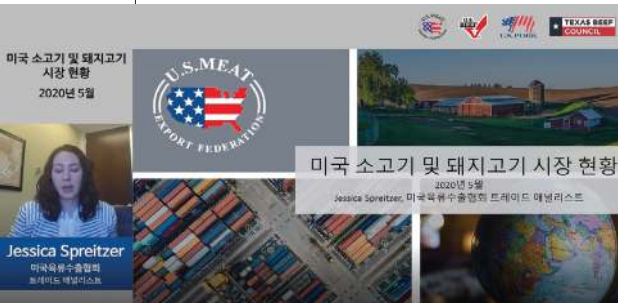 U.S. PORK
TEXAS BEEF
COUNCIL
미국 소고기 및 돼지고기
시장 현황
2020년 5월
U.S. MEAT
EXPORT FEDERATION
미국 소고기 및 돼지고기 시장 현황
2020년 5월
Jessica Spreitzer, 미국육류수출협회 트레이드 애널리스트
Jessica Spreitzer
미국육류수출협회
트레이드 애널리스트